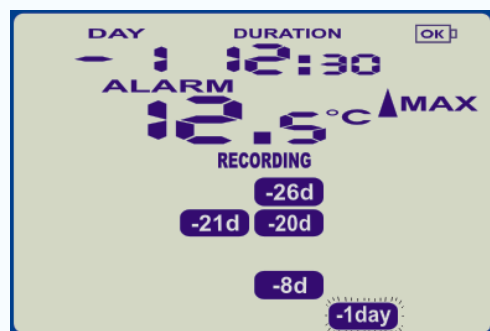 DAY DURATION OK
- 1 12:30
ALARM
12.5°C MAX
RECORDING
-26d
-21d -20d
-8d
-1day